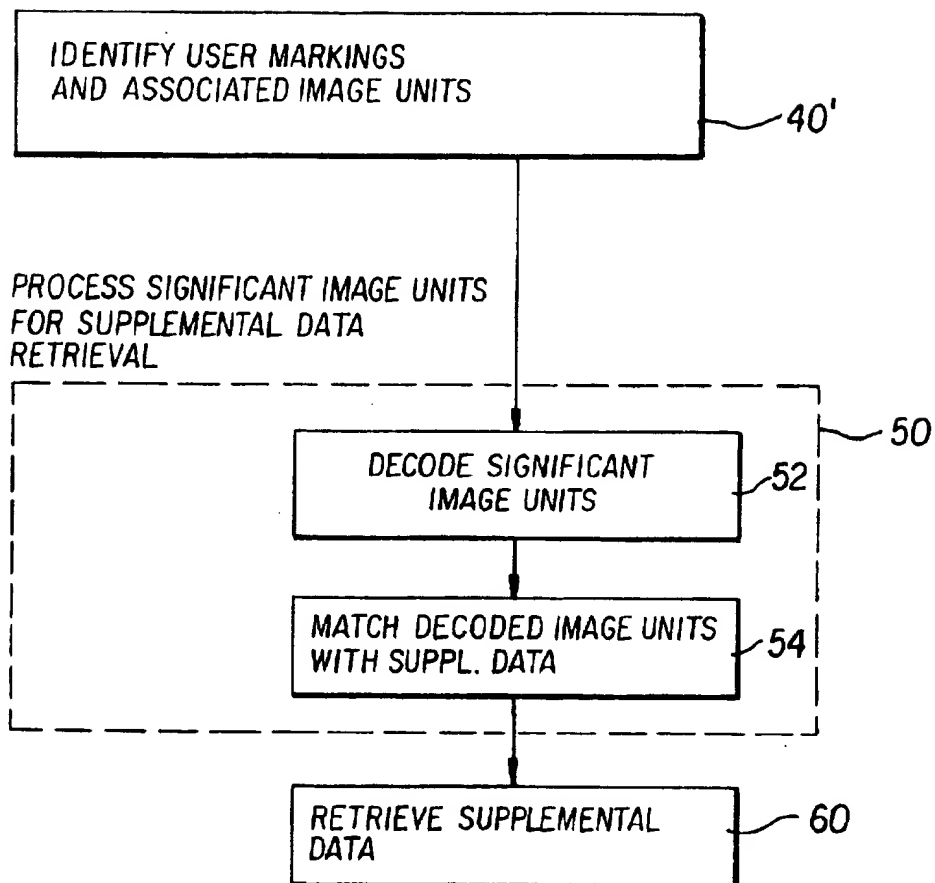 IDENTIFY USER MARKINGS
AND ASSOCIATED IMAGE UNITS
40'
PROCESS SIGNIFICANT IMAGE UNITS
FOR SUPPLEMENTAL DATA
RETRIEVAL
50
DECODE SIGNIFICANT
IMAGE UNITS
52
MATCH DECODED IMAGE UNITS
WITH SUPPL. DATA
54
RETRIEVE SUPPLEMENTAL
DATA
60